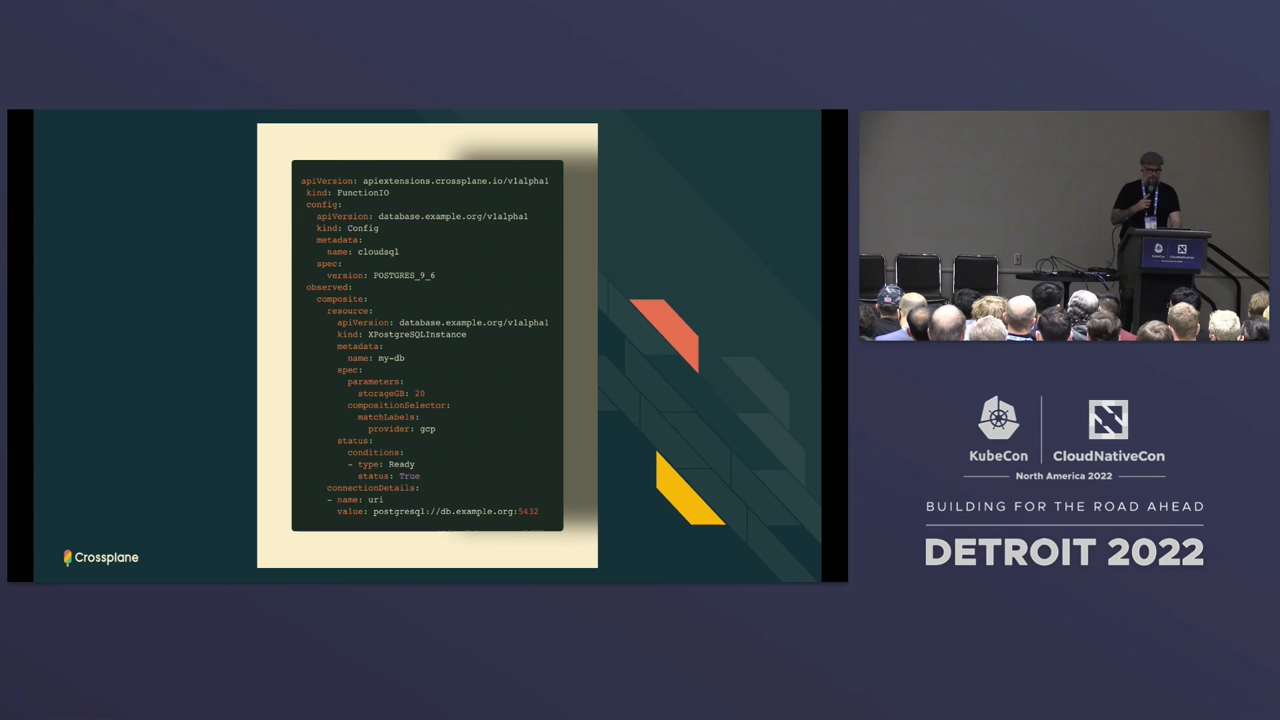 apiVersion: apiextensions.crossplane.io/v1alpha1
kind: FunctionIO
config:
apiVersion: database.example.org/v1alpha1
kind: Config
metadata:
name: cloudsql
spec:
version: POSTGRES_9_6
observed:
composite:
resource:
apiVersion: database.example.org/v1alpha1
kind: XPostgreSQLInstance
metadata:
name: my-db
spec:
parameters:
storageGB: 20
compositionSelector:
matchLabels:
provider: gcp
status:
conditions:
- type: Ready
status: True
connectionDetails:
- name: uri
value: postgresql://db.example.org:5432
Crossplane
KubeCon
CloudNativeCon
North America 2022
BUILDING FOR THE ROAD AHEAD
DETROIT 2022